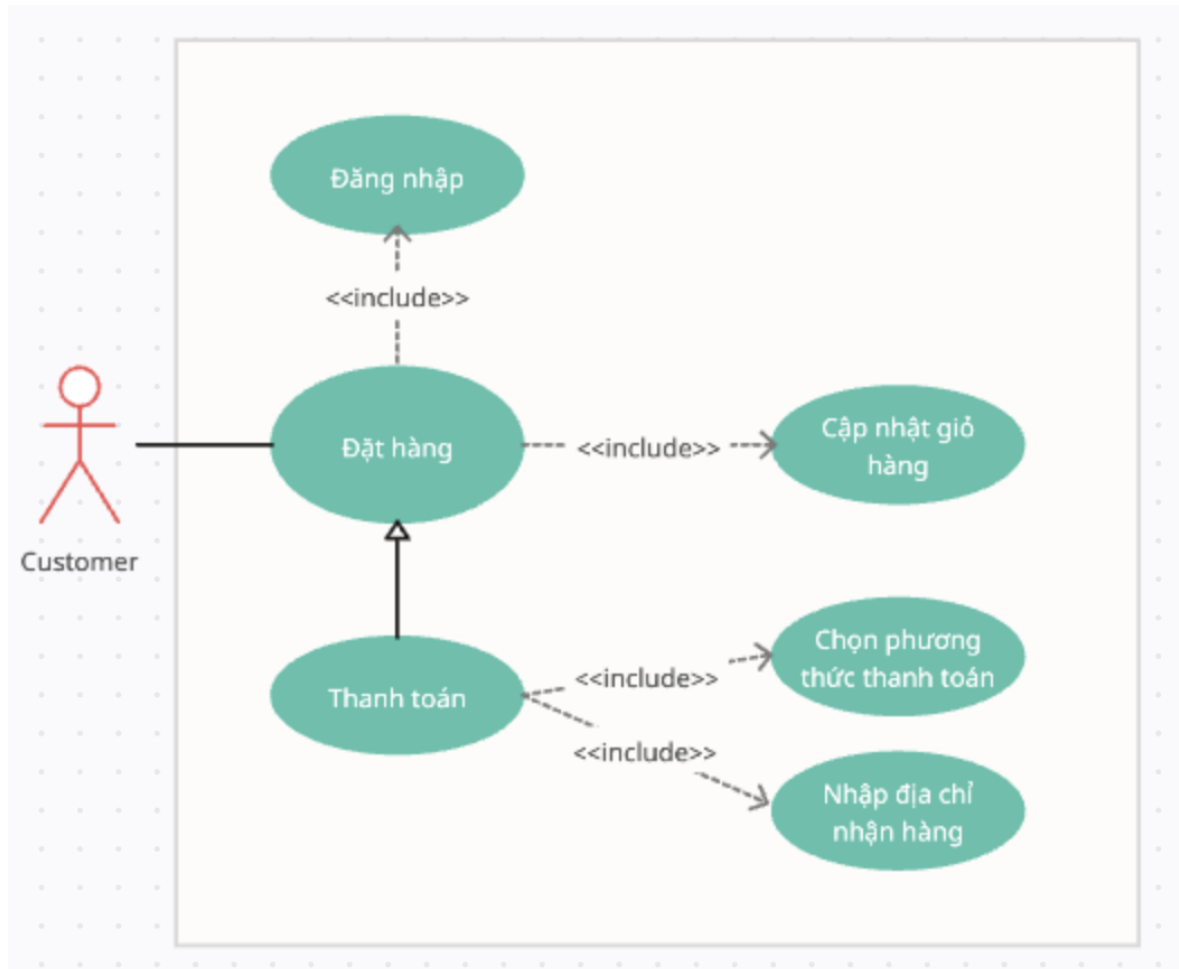 Đăng nhập
<<include>>
Đặt hàng
<<include>>
Cập nhật giỏ
hàng
Customer
Thanh toán
<<include>>
Chọn phương
thức thanh toán
<<include>>
Nhập địa chỉ
nhận hàng